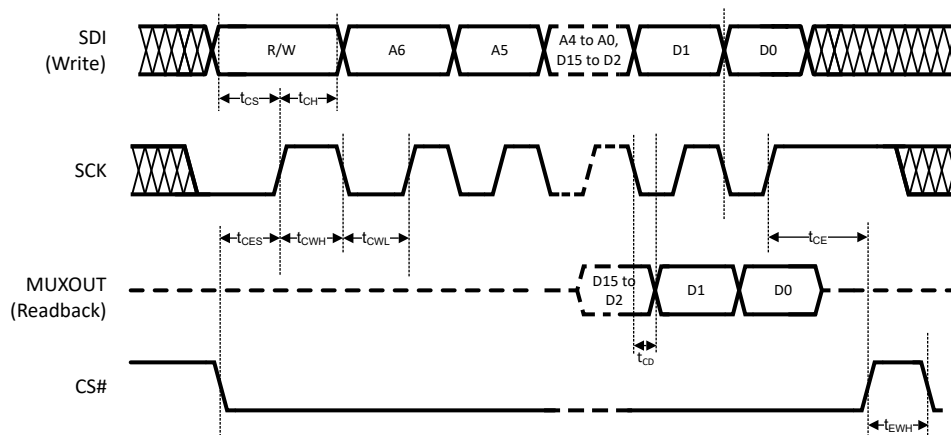 SDI
(Write)
R/W
A6
A5
A4 to A0,
D15 to D2
D1
D0
tCS
tCH
SCK
tCES
tCWH
tCWL
tCE
MUXOUT
(Readback)
D15 to
D2
D1
D0
tCD
CS#
tEWH